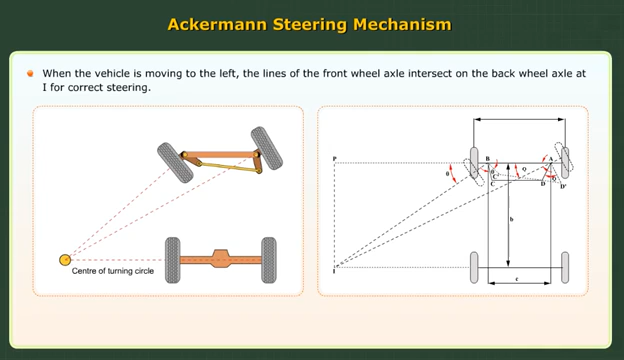 Ackermann Steering Mechanism
When the vehicle is moving to the left, the lines of the front wheel axle intersect on the back wheel axle at
I for correct steering.
Centre of turning circle
P
B
A
θ
θ
Q
C'
C
D
D'
b
I
c